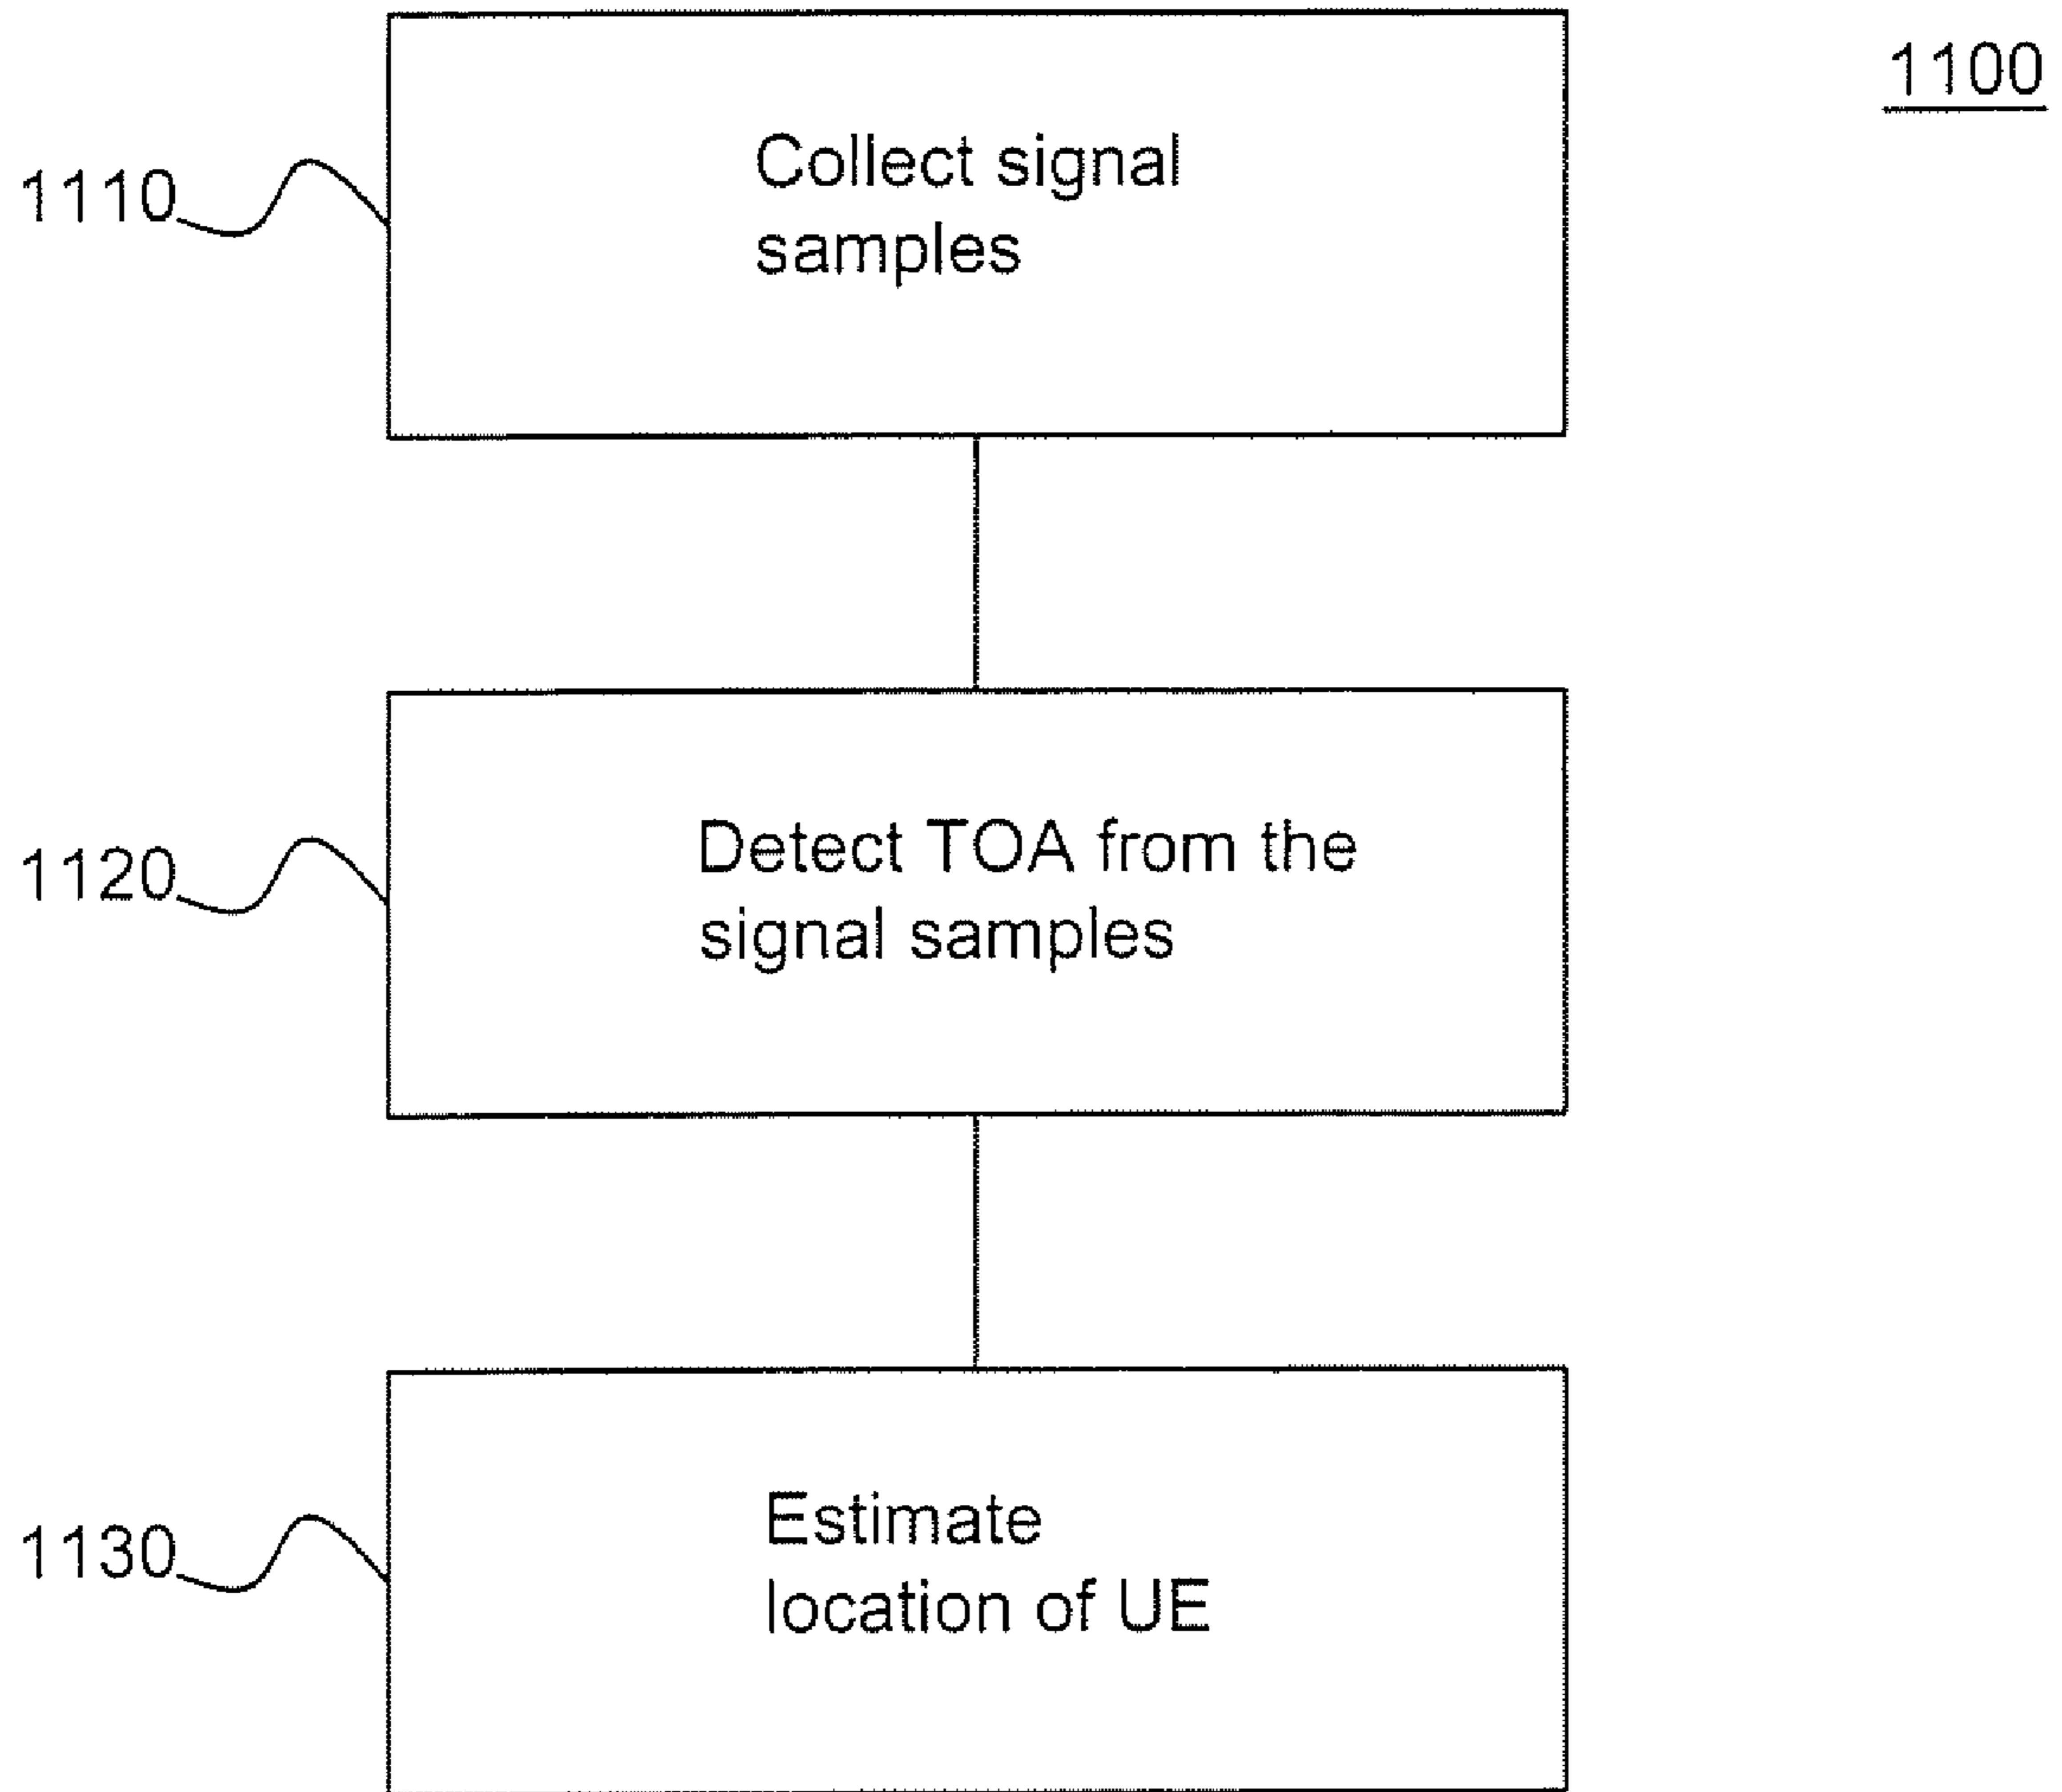 1100
1110
Collect signal
samples
1120
Detect TOA from the
signal samples
1130
Estimate
location of UE